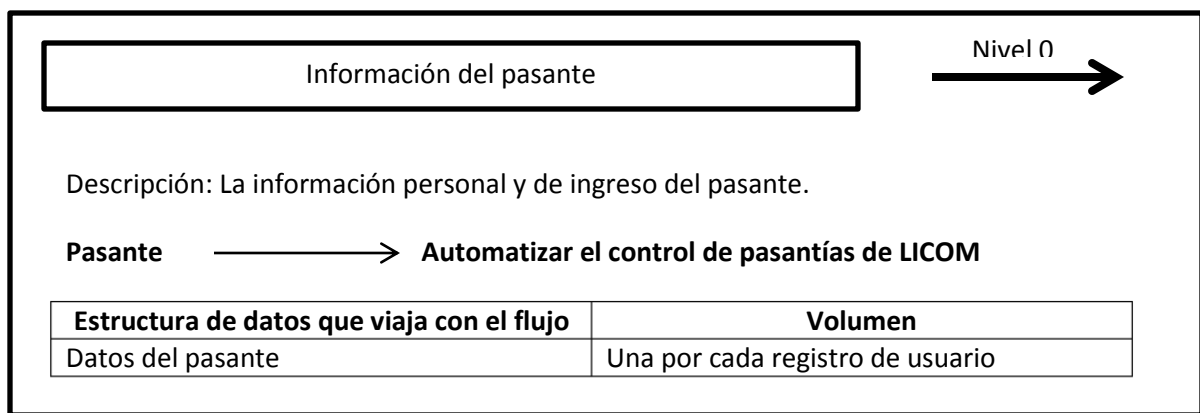 Nivel 0
Información del pasante
Descripción: La información personal y de ingreso del pasante.
Pasante Automatizar el control de pasantías de LICOM
Estructura de datos que viaja con el flujo Volumen
Datos del pasante Una por cada registro de usuario